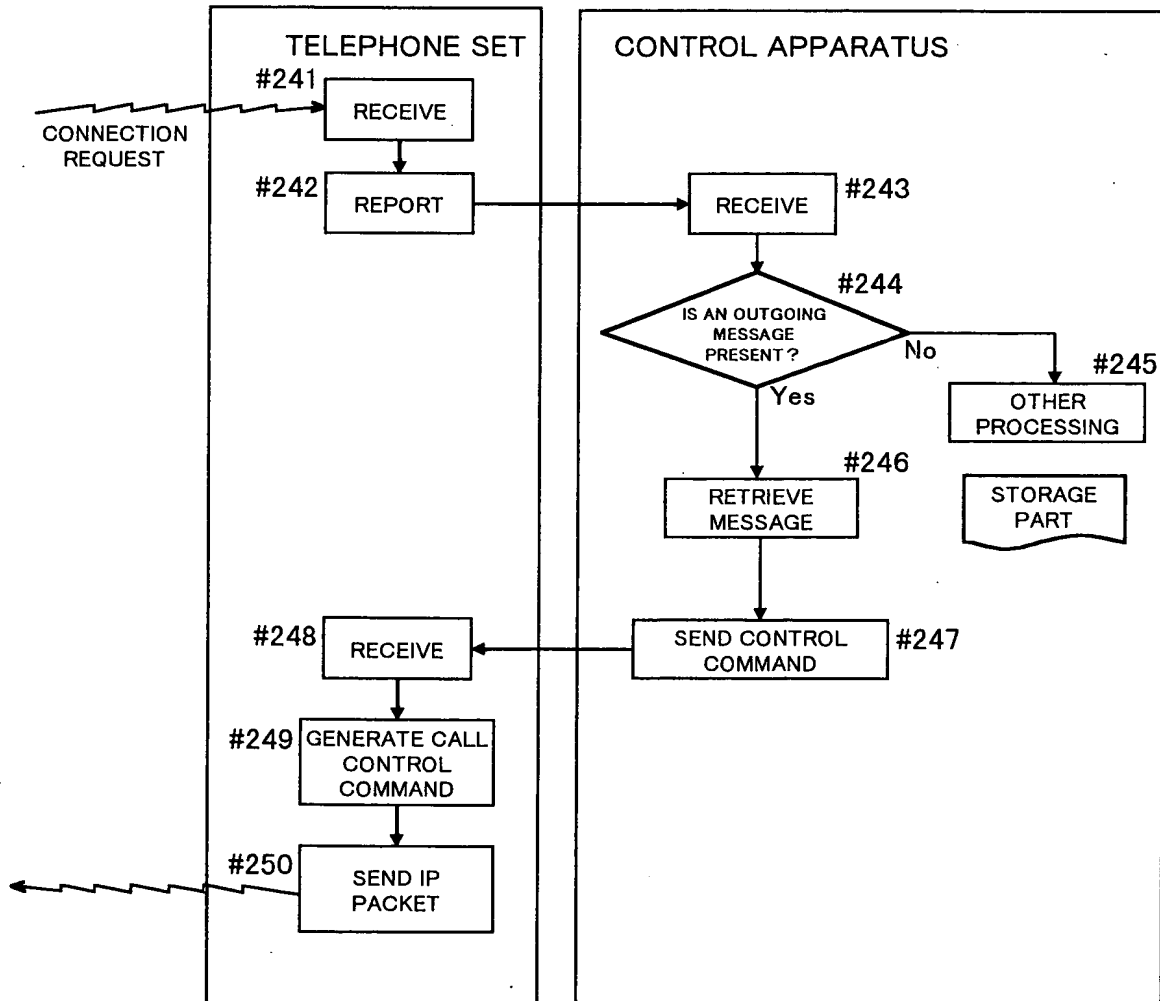 TELEPHONE SET
CONTROL APPARATUS
#241
RECEIVE
CONNECTION
REQUEST
#242
REPORT
RECEIVE
#243
#244
IS AN OUTGOING
MESSAGE
PRESENT?
No
Yes
#245
OTHER
PROCESSING
#246
RETRIEVE
MESSAGE
STORAGE
PART
#248
RECEIVE
SEND CONTROL
COMMAND
#247
#249
GENERATE CALL
CONTROL
COMMAND
#250
SEND IP
PACKET